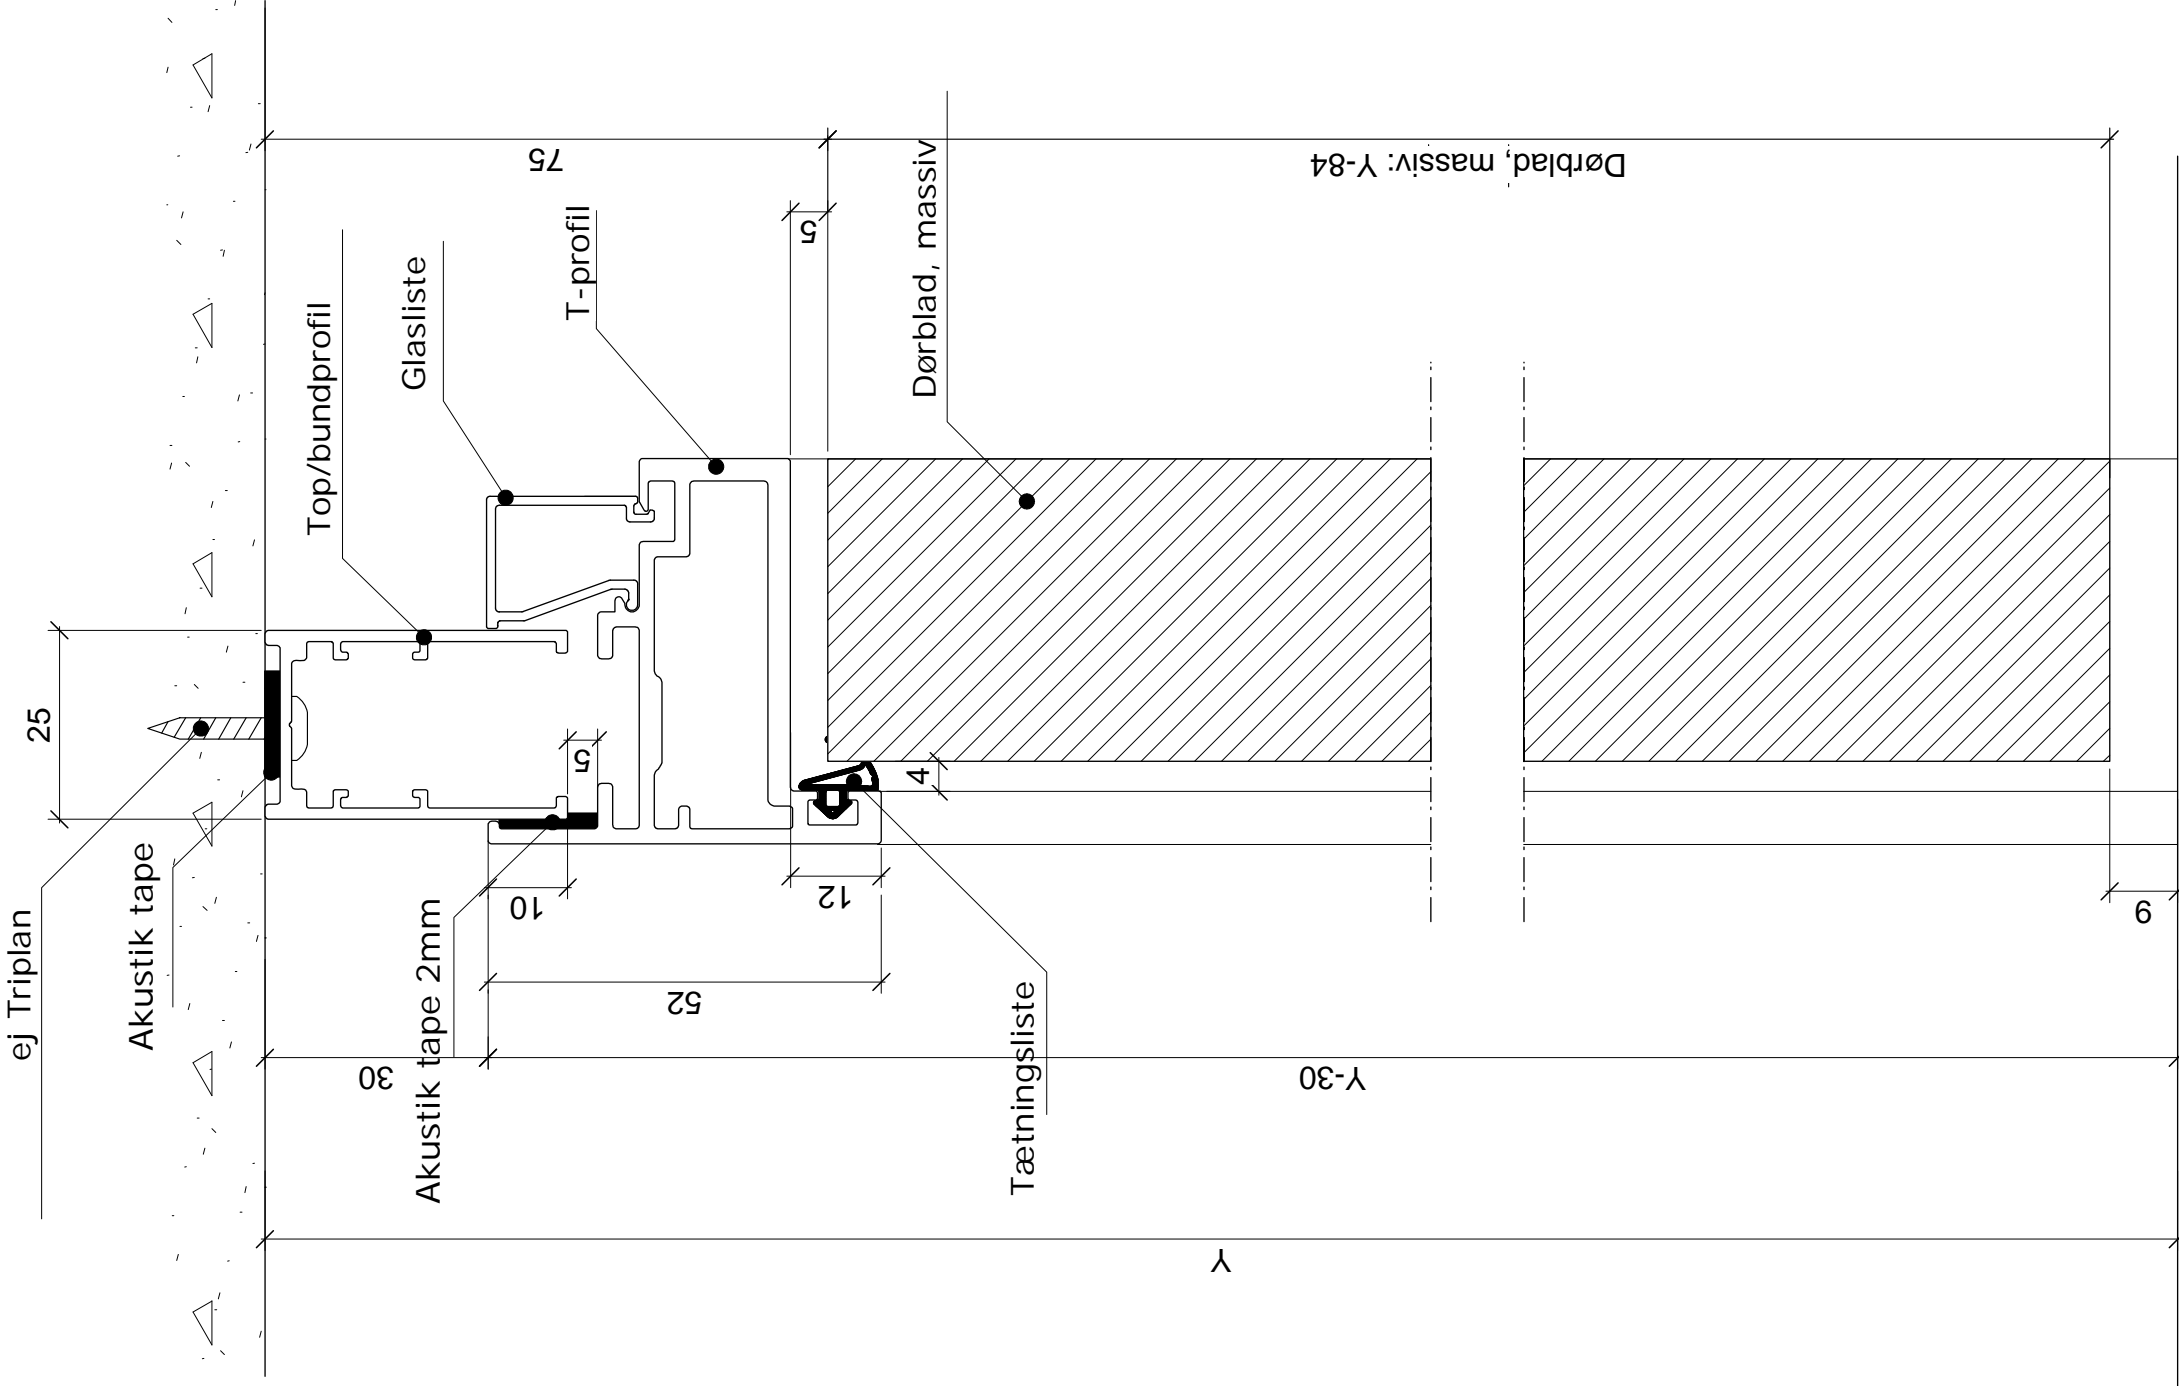 ej Triplan
Akustik tape
Akustik tape 2mm
Tætningsliste
Top/bundprofil
Glasliste
T-profil
Dørblad, massiv
25
75
Dørblad, massiv: Y-84
5
5
4
10
12
52
9
30
Y-30
Y